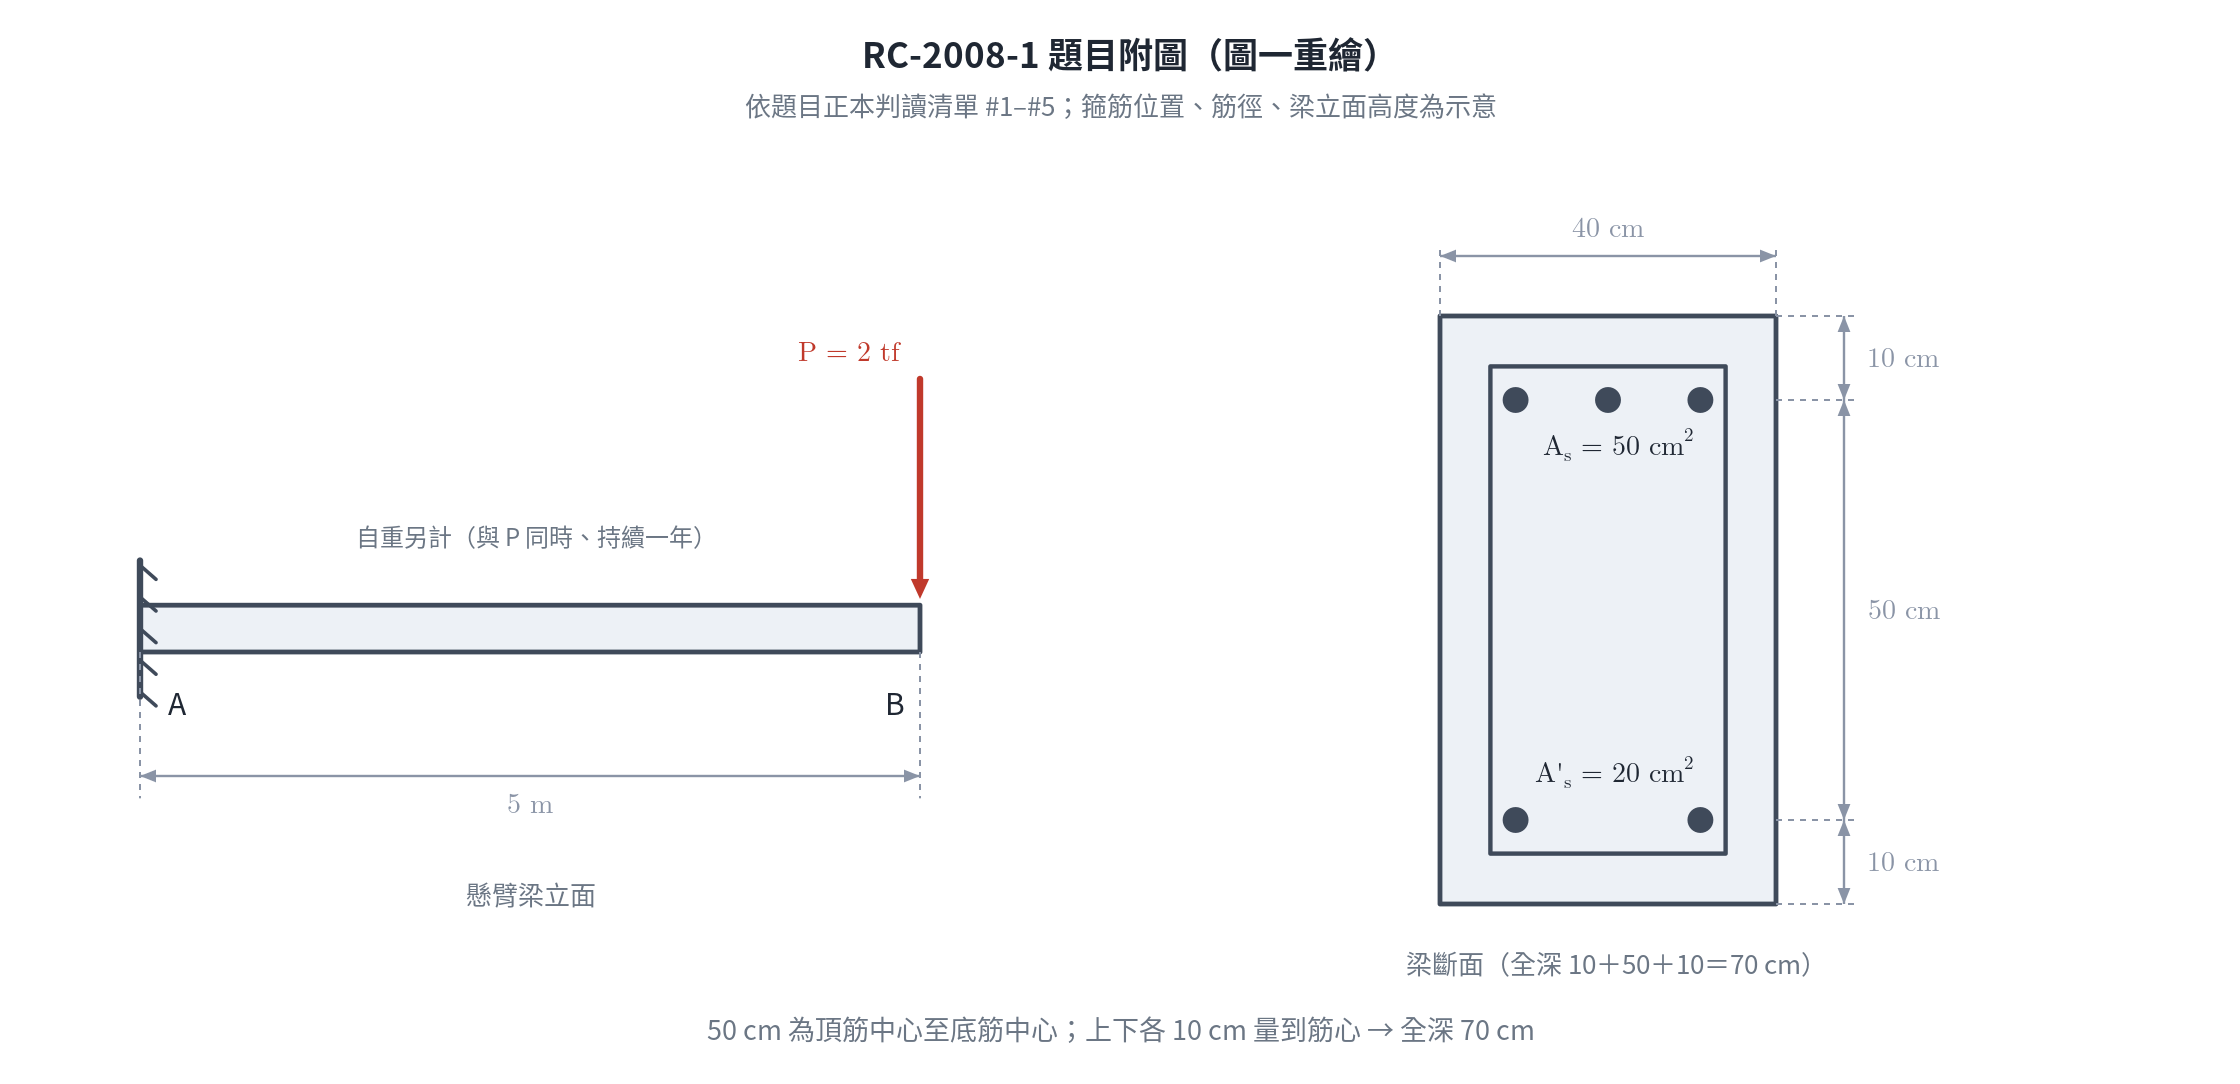 RC-2008-1 題目附圖（圖一重繪）
依題目正本判讀清單 #1–#5；箍筋位置、筋徑、梁立面高度為示意
40 cm
P = 2 tf
10 cm
A_s = 50 cm²
自重另計（與 P 同時、持續一年）
50 cm
A
B
A'_s = 20 cm²
5 m
10 cm
懸臂梁立面
梁斷面（全深 10＋50＋10＝70 cm）
50 cm 為頂筋中心至底筋中心；上下各 10 cm 量到筋心 → 全深 70 cm